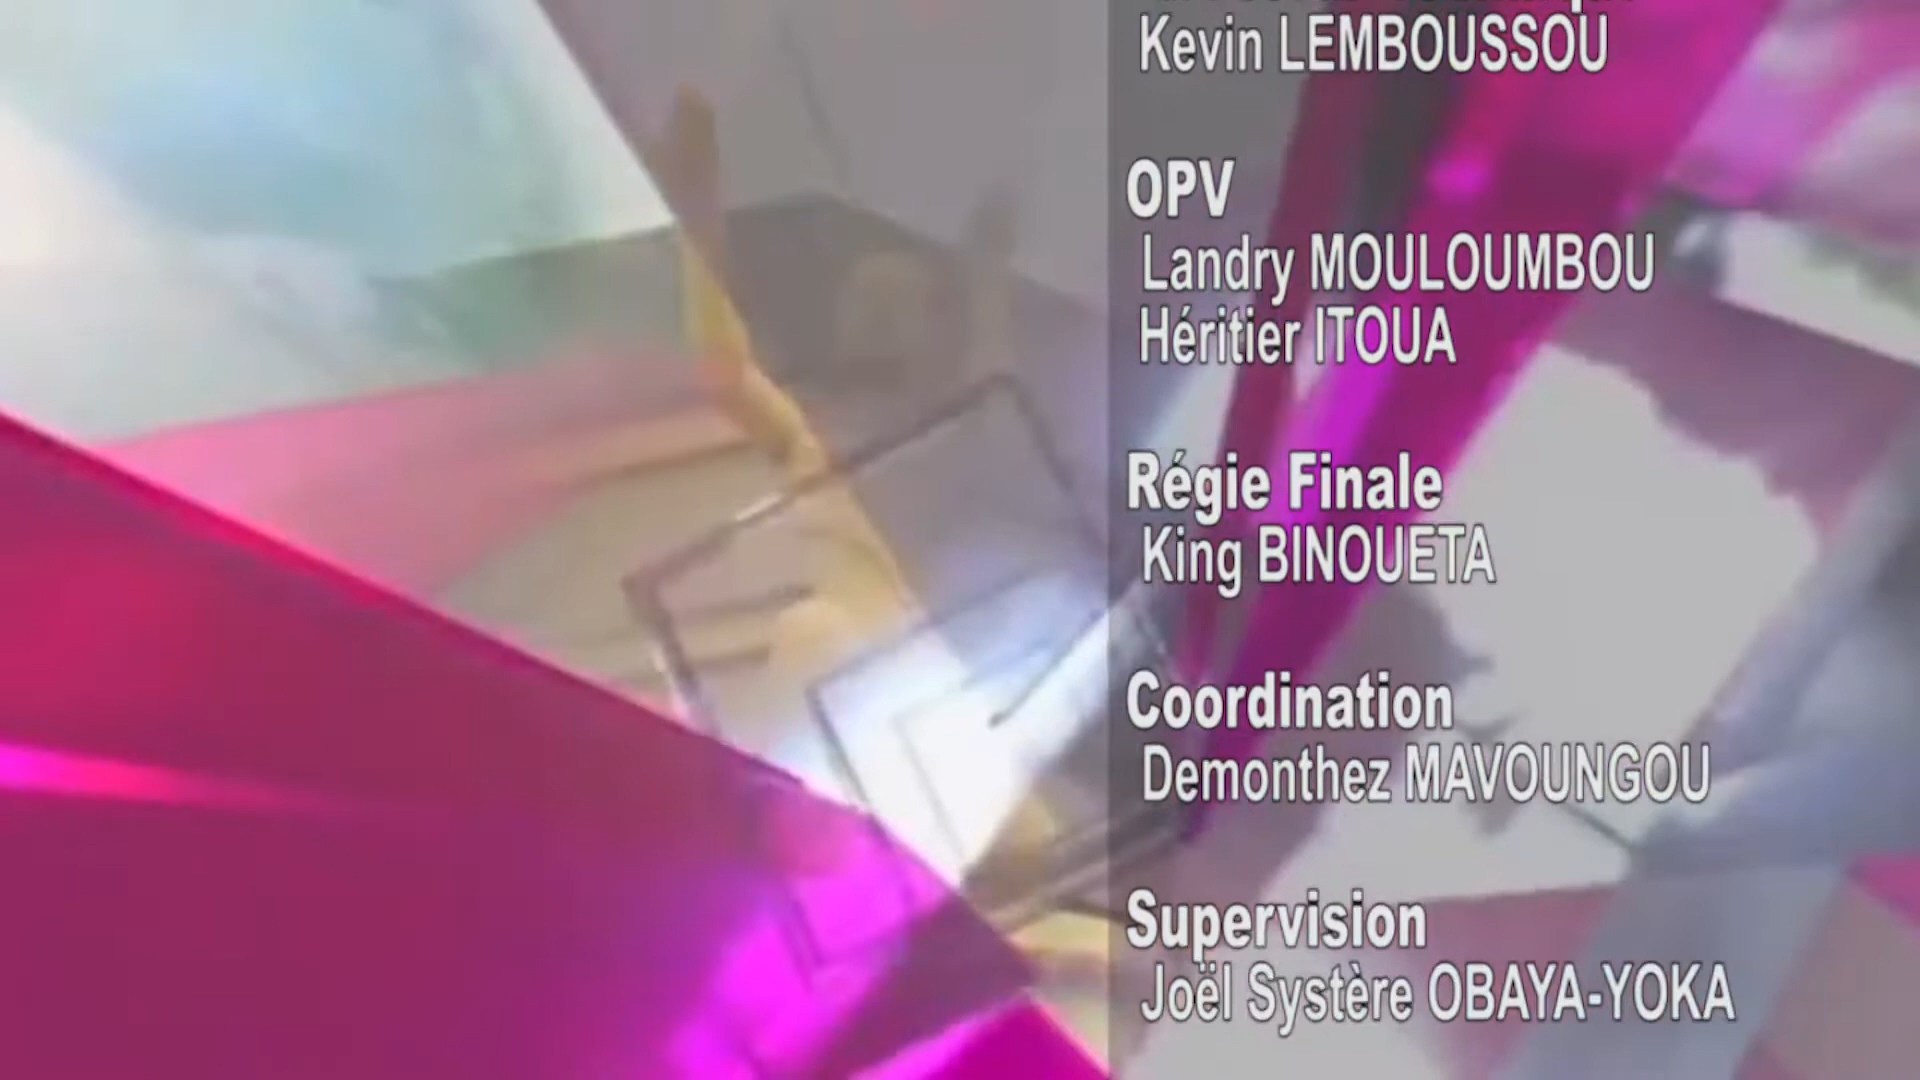 Kevin LEMBOUSSOU
OPV
Landry MOULOUMBOU
Héritier ITOUA
Régie Finale
King BINOUETA
Coordination
Demonthez MAVOUNGOU
Supervision
Joël Systère OBAYA-YOKA